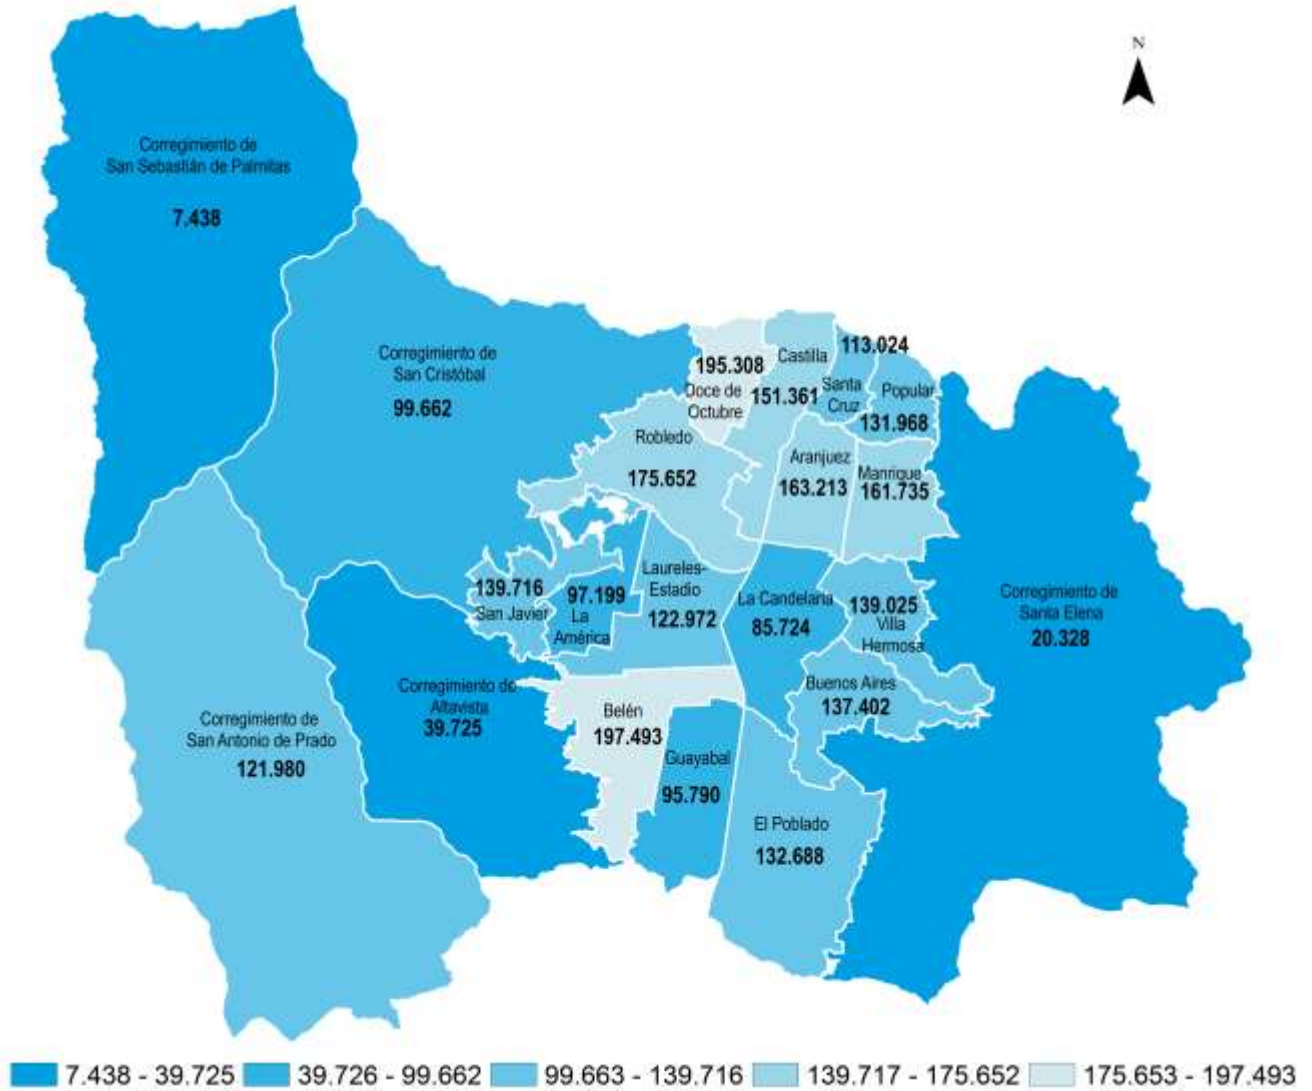 N
Corregimiento de
San Sebastián de Palmitas
7.438
Corregimiento de
San Cristóbal
99.662
195.308
Doce de
Octubre
Castilla
151.361
113.024
Santa
Cruz
Popular
131.968
Robledo
175.652
Aranjuez
163.213
Manrique
161.735
139.716
San Javier
97.199
La
América
Laureles-
Estadio
122.972
La Candelaria
85.724
139.025
Villa
Hermosa
Corregimiento de
Santa Elena
20.328
Corregimiento de
Altavista
39.725
Buenos Aires
137.402
Corregimiento de
San Antonio de Prado
121.980
Belén
197.493
Guayabal
95.790
El Poblado
132.688
7.438 - 39.725 39.726 - 99.662 99.663 - 139.716 139.717 - 175.652 175.653 - 197.493